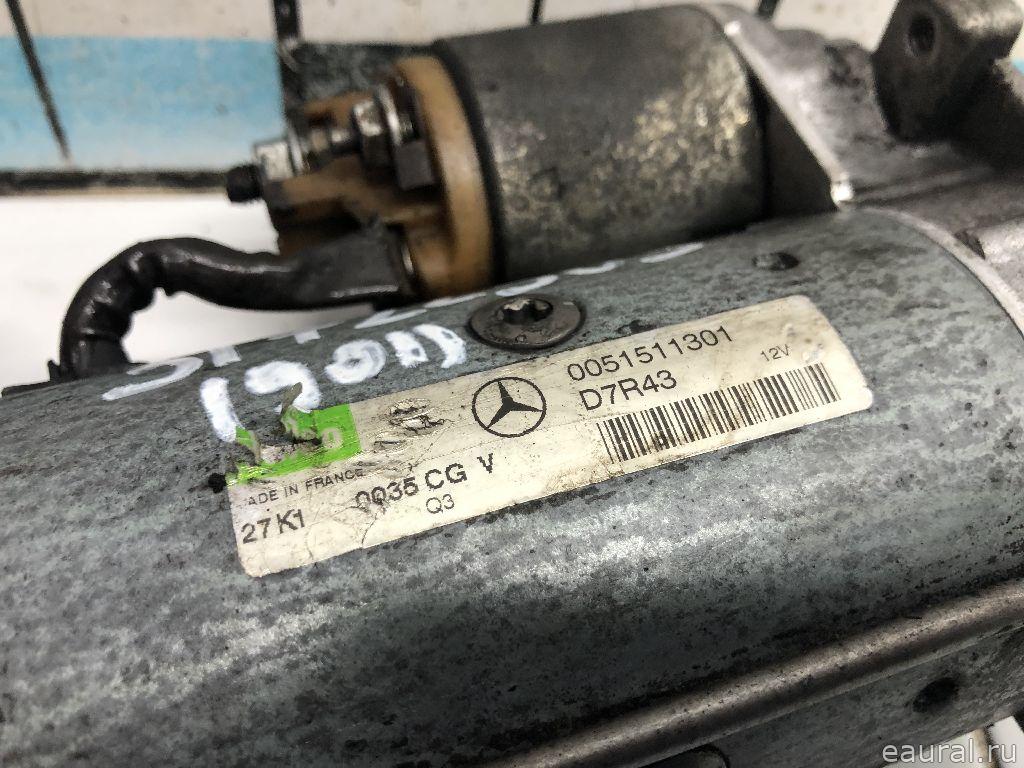 0051511301
D7R43
12V
ADE IN FRANCE
27K1
0035 CG V
Q3
eaural.ru